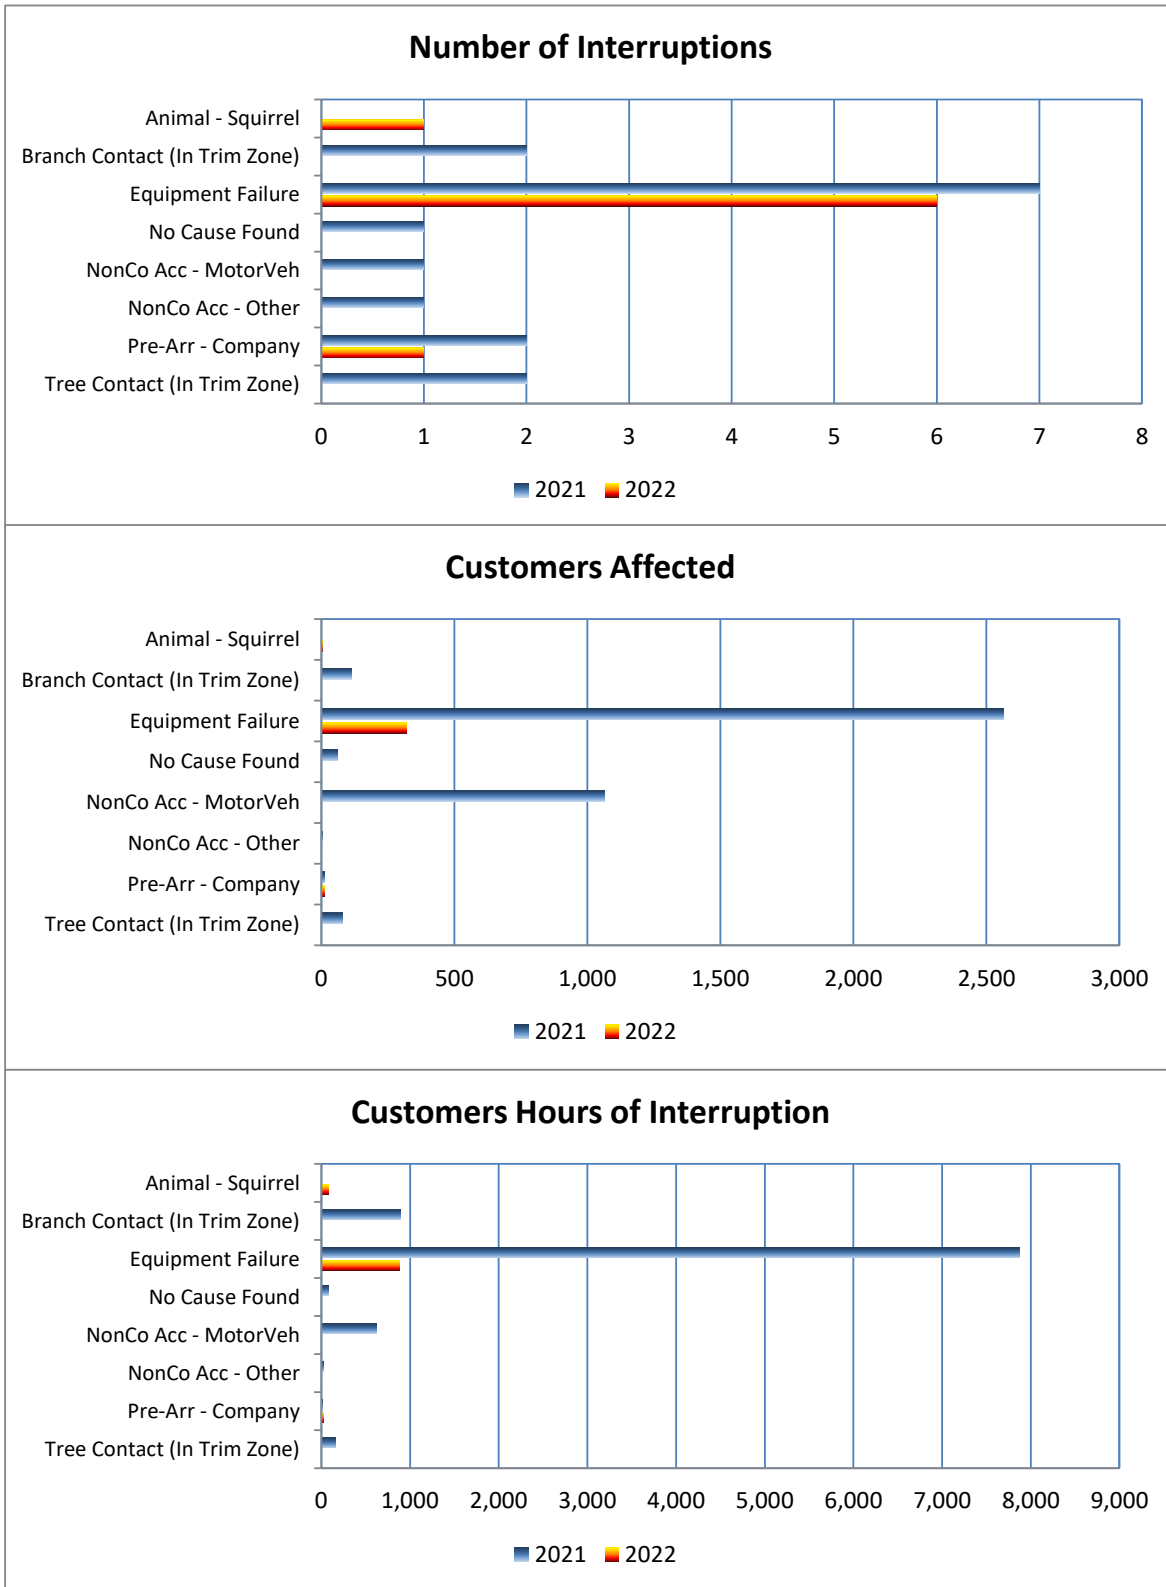 Number of Interruptions
Animal - Squirrel
Branch Contact (In Trim Zone)
Equipment Failure
No Cause Found
NonCo Acc - MotorVeh
NonCo Acc - Other
Pre-Arr - Company
Tree Contact (In Trim Zone)
0 1 2 3 4 5 6 7 8
2021 2022
Customers Affected
Animal - Squirrel
Branch Contact (In Trim Zone)
Equipment Failure
No Cause Found
NonCo Acc - MotorVeh
NonCo Acc - Other
Pre-Arr - Company
Tree Contact (In Trim Zone)
0 500 1,000 1,500 2,000 2,500 3,000
2021 2022
Customers Hours of Interruption
Animal - Squirrel
Branch Contact (In Trim Zone)
Equipment Failure
No Cause Found
NonCo Acc - MotorVeh
NonCo Acc - Other
Pre-Arr - Company
Tree Contact (In Trim Zone)
0 1,000 2,000 3,000 4,000 5,000 6,000 7,000 8,000 9,000
2021 2022